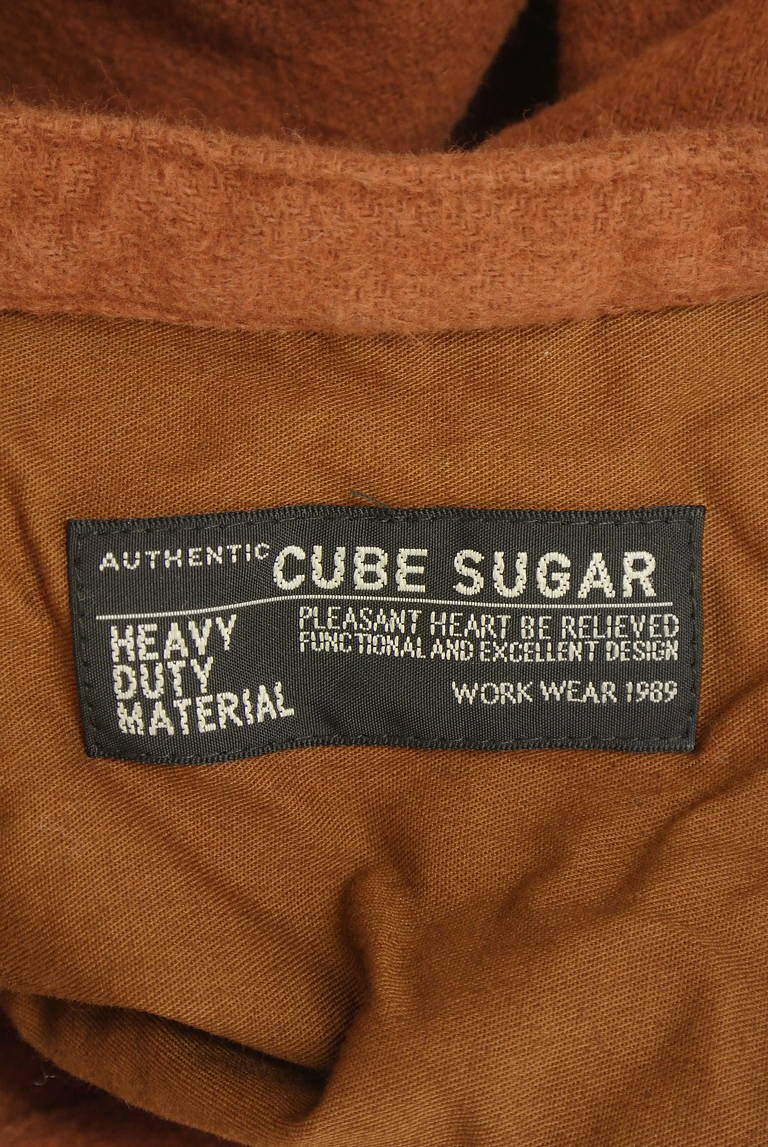 AUTHENTIC CUBE SUGAR
HEAVY DUTY MATERIAL
PLEASANT HEART BE RELIEVED
FUNCTIONAL AND EXCELLENT DESIGN
WORK WEAR 1989